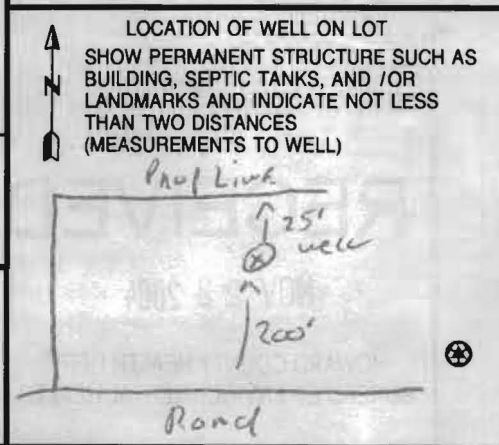 LOCATION OF WELL ON LOT
SHOW PERMANENT STRUCTURE SUCH AS
BUILDING, SEPTIC TANKS, AND /OR
LANDMARKS AND INDICATE NOT LESS
THAN TWO DISTANCES
(MEASUREMENTS TO WELL)
N
Prop Line
25'
well
200'
Road